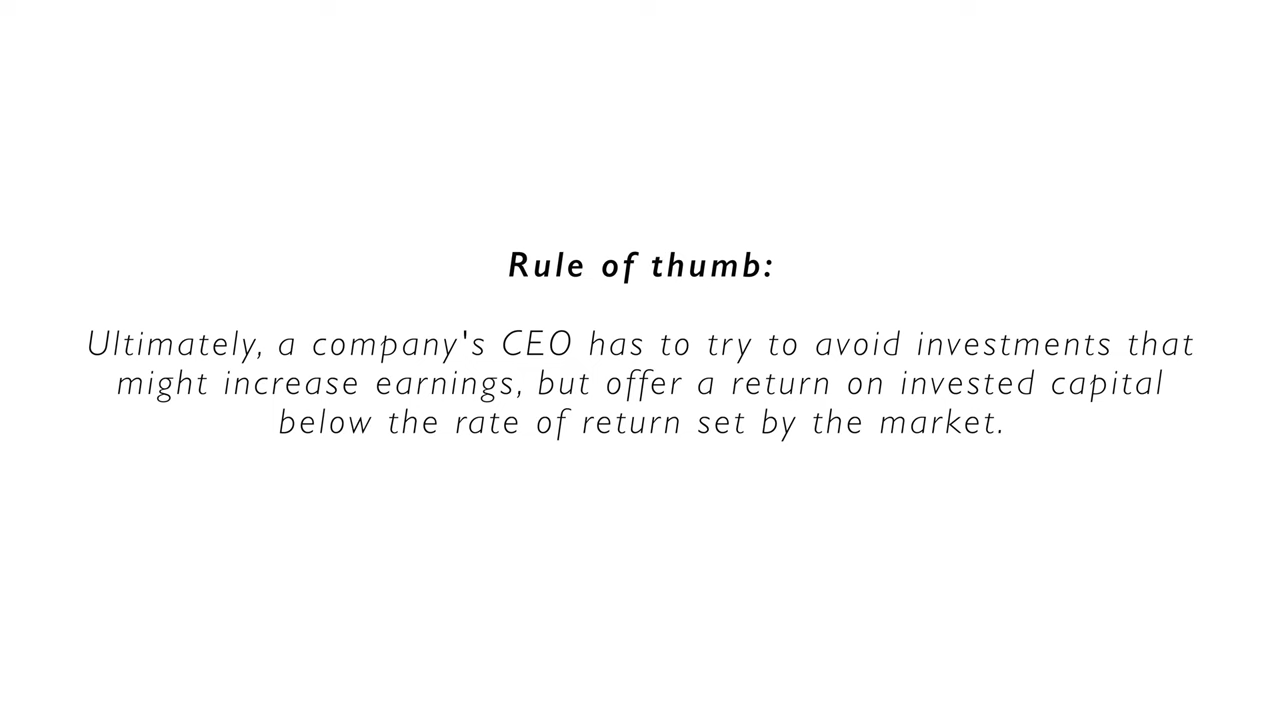 Rule of thumb:
Ultimately, a company's CEO has to try to avoid investments that
might increase earnings, but offer a return on invested capital
below the rate of return set by the market.